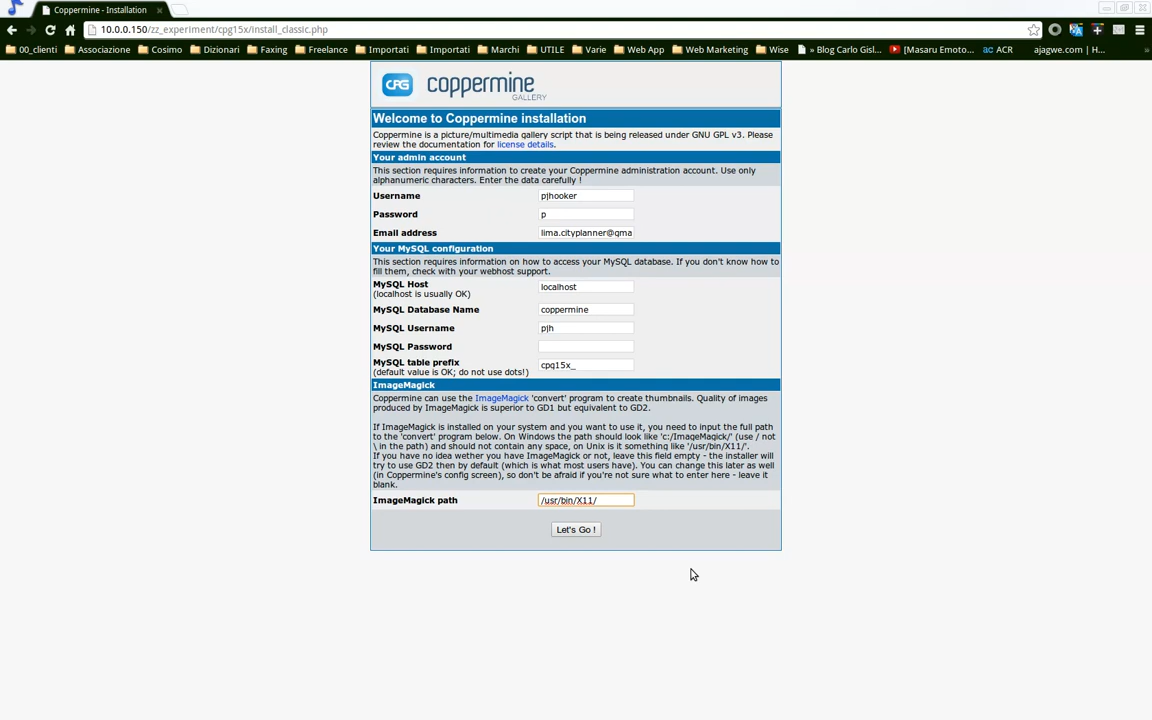 Coppermine - Installation
10.0.0.150/zz_experiment/cpg15x/install_classic.php
00_clienti Associazione Cosimo Dizionari Faxing Freelance Importati Importati Marchi UTILE Varie Web App Web Marketing Wise » Blog Carlo Gisl... [Masaru Emoto... ac ACR ajagwe.com | H... »
CPG coppermine
GALLERY
Welcome to Coppermine installation
Coppermine is a picture/multimedia gallery script that is being released under GNU GPL v3. Please
review the documentation for license details.
Your admin account
This section requires information to create your Coppermine administration account. Use only
alphanumeric characters. Enter the data carefully !
Username pjhooker
Password p
Email address lima.cityplanner@gma
Your MySQL configuration
This section requires information on how to access your MySQL database. If you don't know how to
fill them, check with your webhost support.
MySQL Host localhost
(localhost is usually OK)
MySQL Database Name coppermine
MySQL Username pjh
MySQL Password
MySQL table prefix cpg15x_
(default value is OK; do not use dots!)
ImageMagick
Coppermine can use the ImageMagick 'convert' program to create thumbnails. Quality of images
produced by ImageMagick is superior to GD1 but equivalent to GD2.
If ImageMagick is installed on your system and you want to use it, you need to input the full path
to the 'convert' program below. On Windows the path should look like 'c:/ImageMagick/' (use / not
\ in the path) and should not contain any space, on Unix is it something like '/usr/bin/X11/'.
If you have no idea wether you have ImageMagick or not, leave this field empty - the installer will
try to use GD2 then by default (which is what most users have). You can change this later as well
(in Coppermine's config screen), so don't be afraid if you're not sure what to enter here - leave it
blank.
ImageMagick path /usr/bin/X11/
Let's Go !